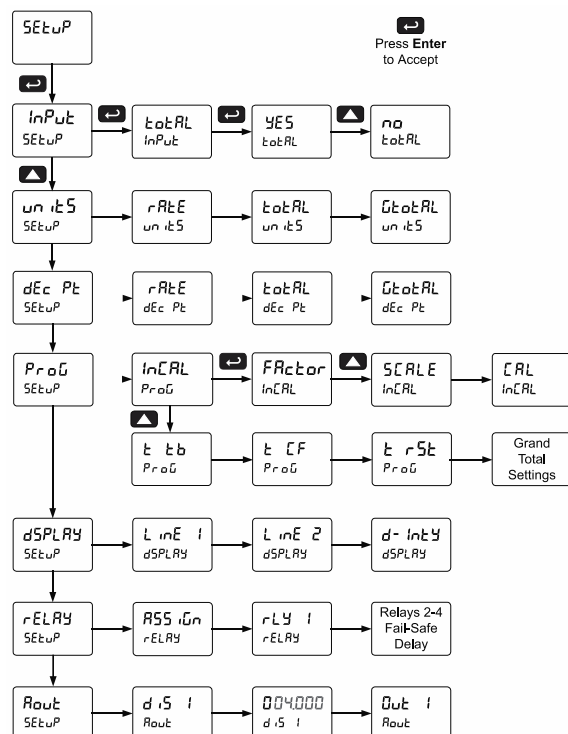 SEtuP
Press Enter
to Accept
InPut
SEtuP
totAL
InPut
YES
totAL
no
totAL
unitS
SEtuP
rAtE
unitS
totAL
unitS
GtotAL
unitS
dEc Pt
SEtuP
rAtE
dEc Pt
totAL
dEc Pt
GtotAL
dEc Pt
ProG
SEtuP
InCAL
ProG
FActor
InCAL
SCALE
InCAL
CAL
InCAL
t tb
ProG
t CF
ProG
t rSt
ProG
Grand
Total
Settings
dSPLAY
SEtuP
LinE 1
dSPLAY
LinE 2
dSPLAY
d-IntY
dSPLAY
rELAY
SEtuP
ASSiGn
rELAY
rLY 1
rELAY
Relays 2-4
Fail-Safe
Delay
Aout
SEtuP
diS 1
Aout
004.000
diS 1
Out 1
Aout